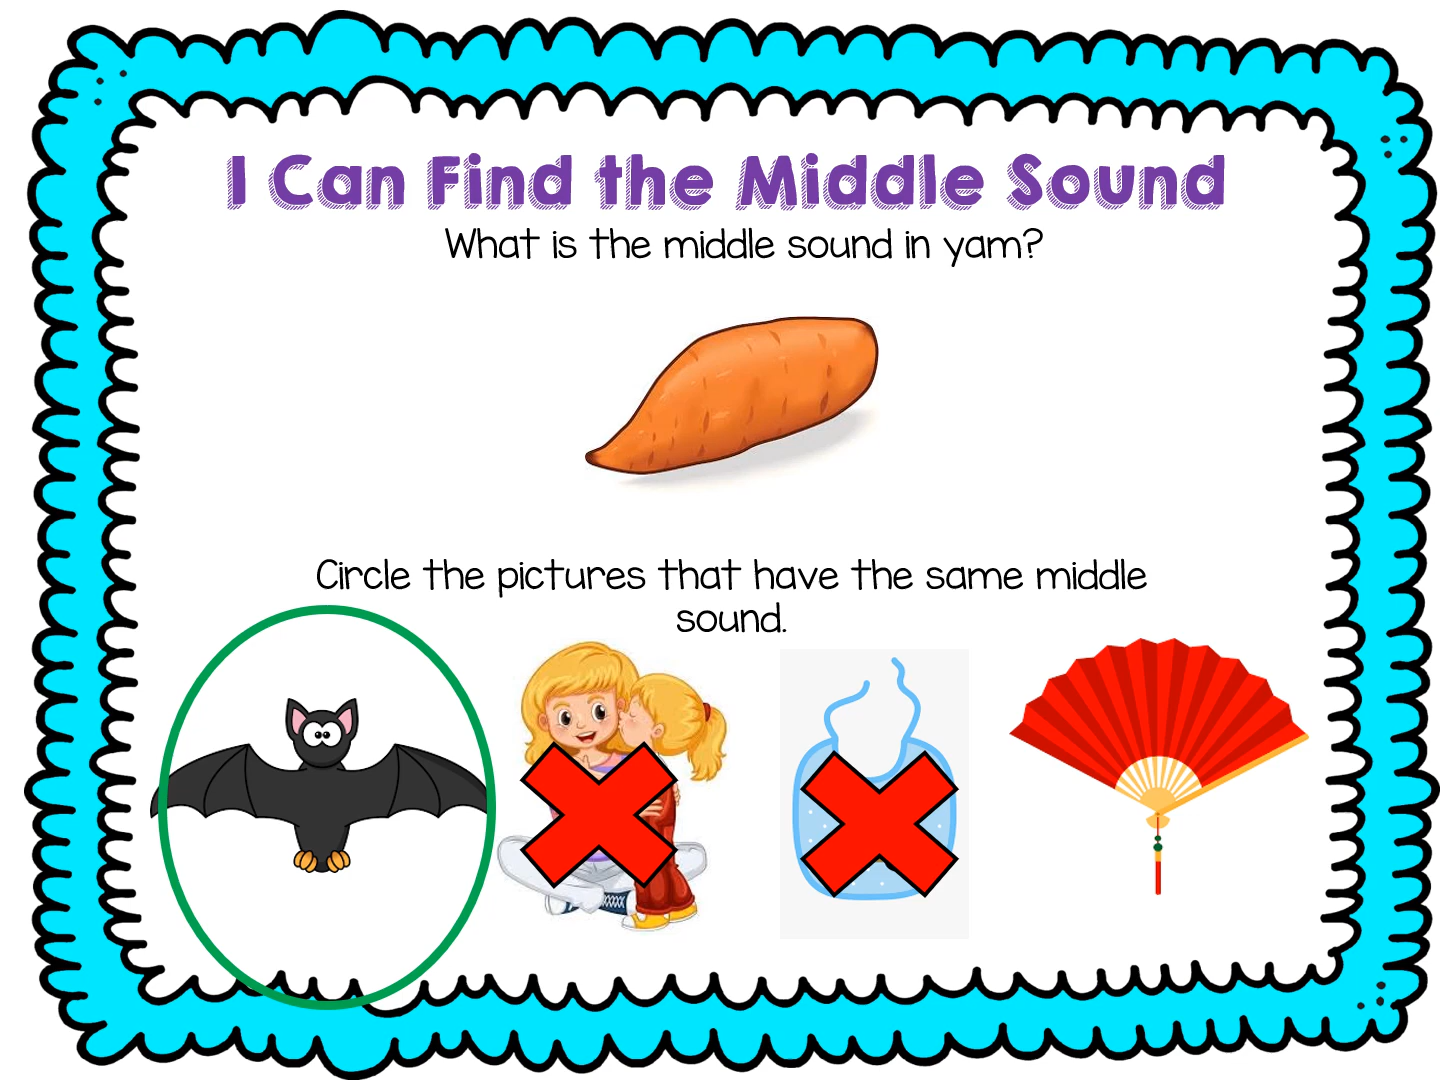 I Can Find the Middle Sound
What is the middle sound in yam?
Circle the pictures that have the same middle
sound.